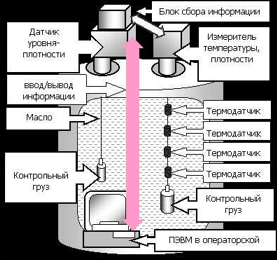 Блок сбора информации
Датчик
уровня-
плотности
Измеритель
температуры,
плотности
ввод/вывод
информации
Масло
Термодатчик
Термодатчик
Термодатчик
Термодатчик
Контрольный
груз
Контрольный
груз
ПЭВМ в операторской